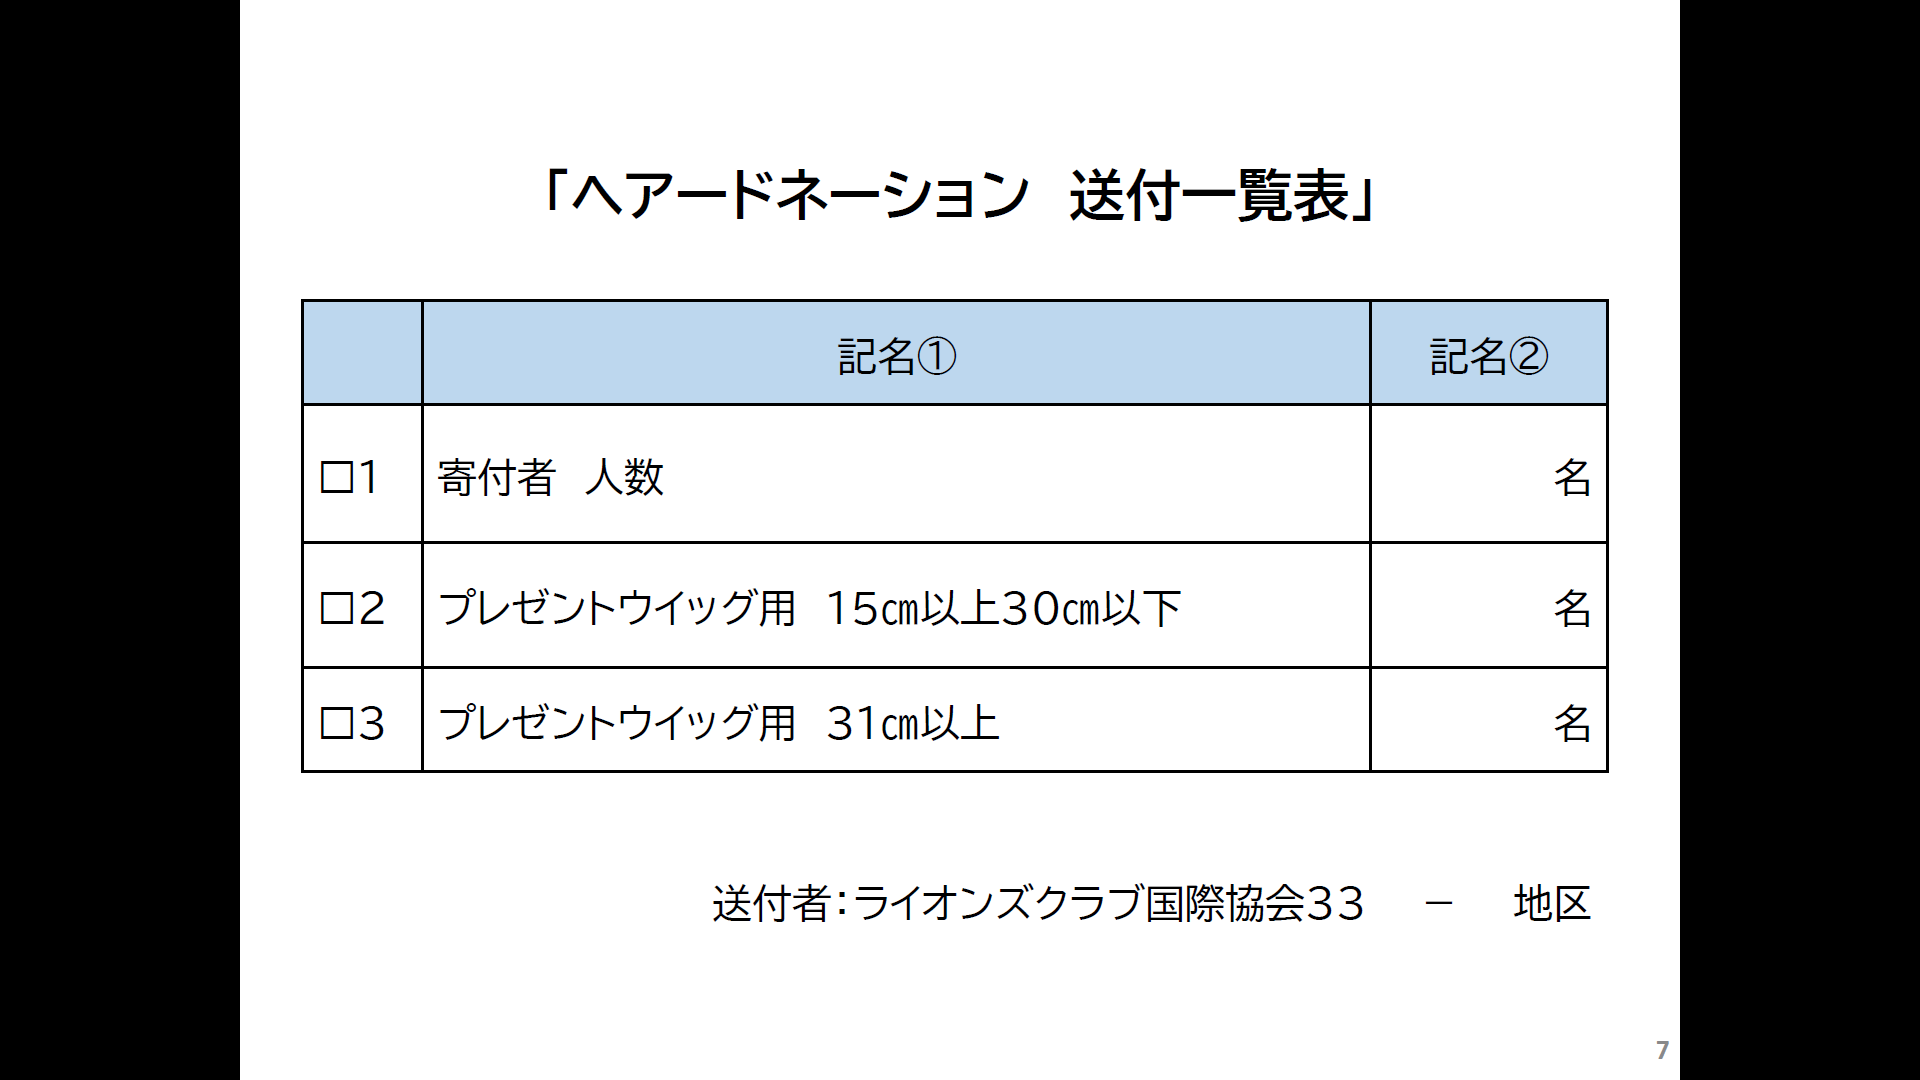 「ヘアードネーション　送付一覧表」
記名①　記名②
□1　寄付者　人数　名
□2　プレゼントウイッグ用　15㎝以上30㎝以下　名
□3　プレゼントウイッグ用　31㎝以上　名
送付者：ライオンズクラブ国際協会33　－　地区
7